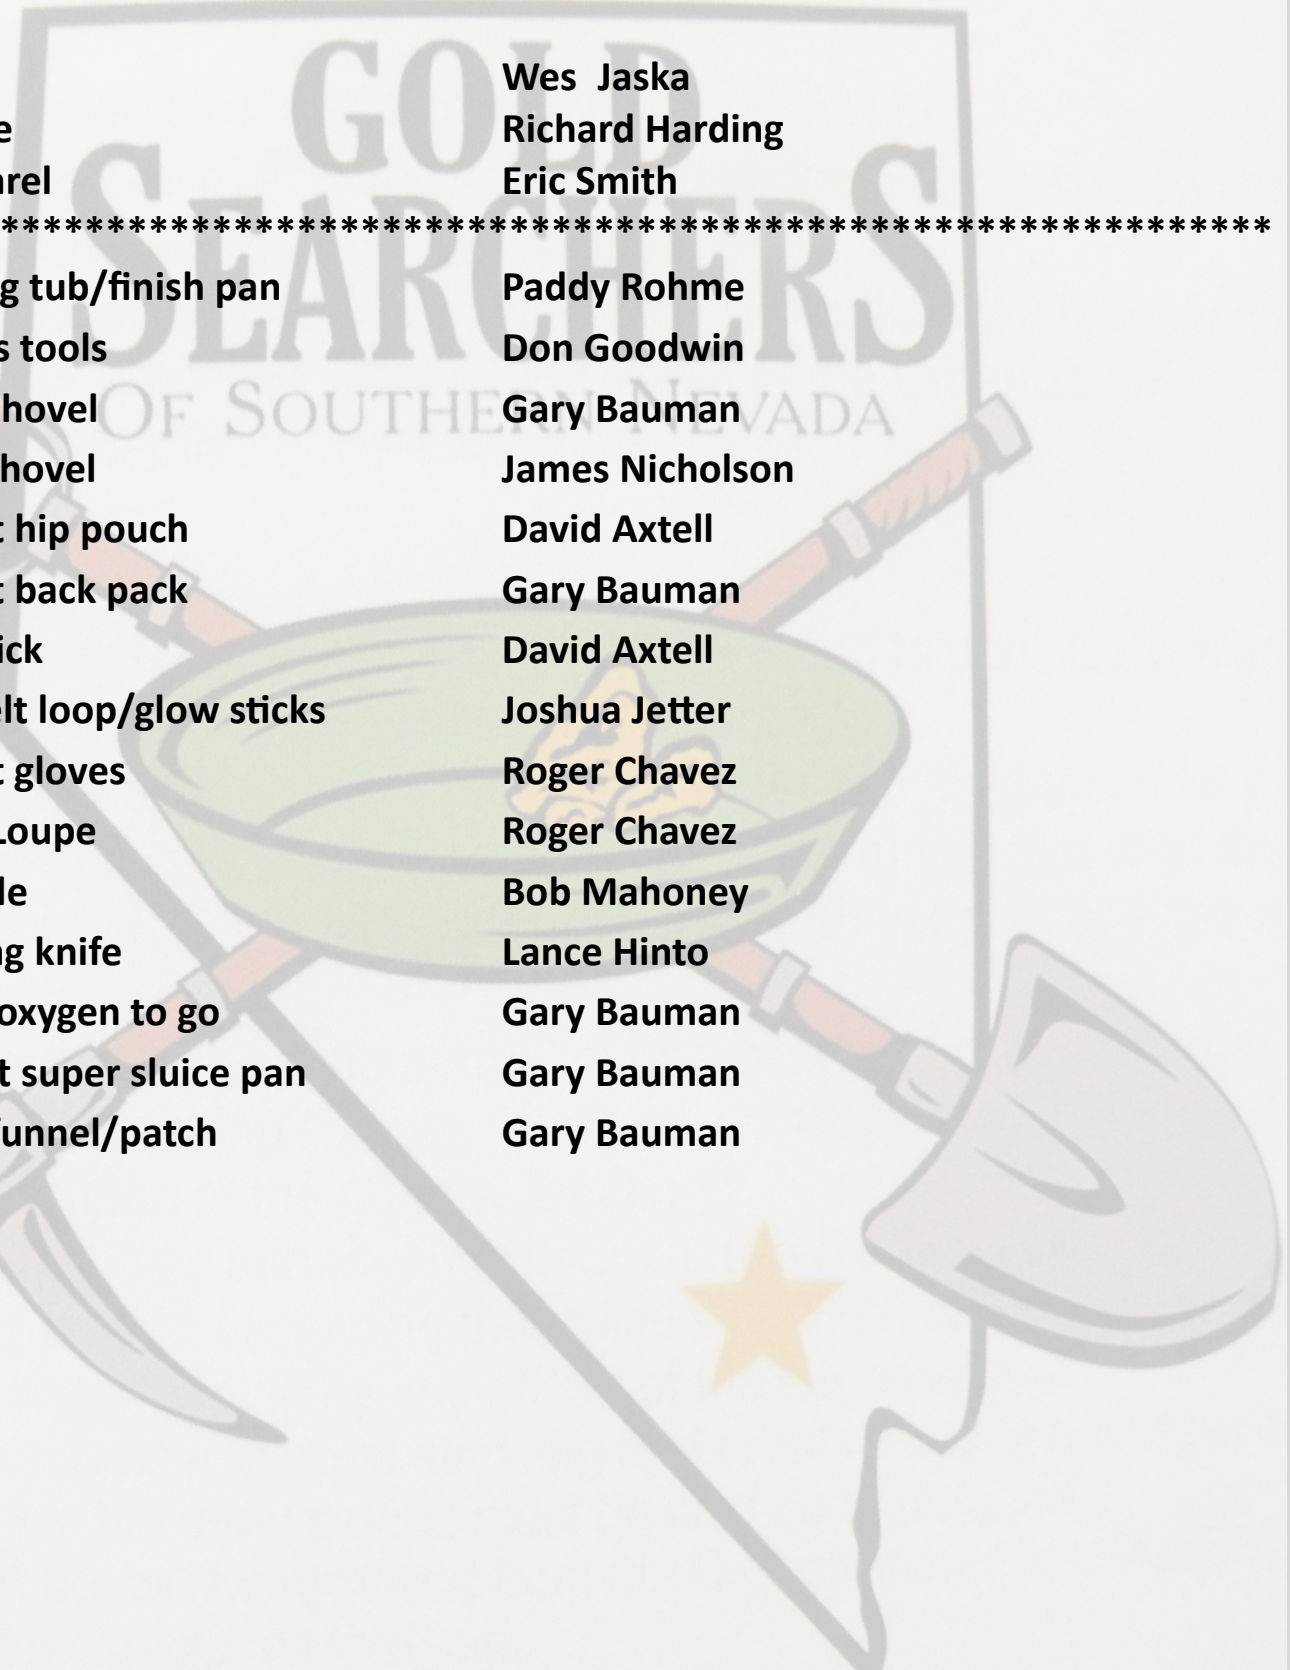 GOLD
SEARCHERS
OF SOUTHERN NEVADA
Wes Jaska
e Richard Harding
rel Eric Smith
************************************************************
g tub/finish pan Paddy Rohme
s tools Don Goodwin
hovel Gary Bauman
hovel James Nicholson
t hip pouch David Axtell
t back pack Gary Bauman
ick David Axtell
elt loop/glow sticks Joshua Jetter
t gloves Roger Chavez
Loupe Roger Chavez
le Bob Mahoney
ng knife Lance Hinto
oxygen to go Gary Bauman
t super sluice pan Gary Bauman
funnel/patch Gary Bauman